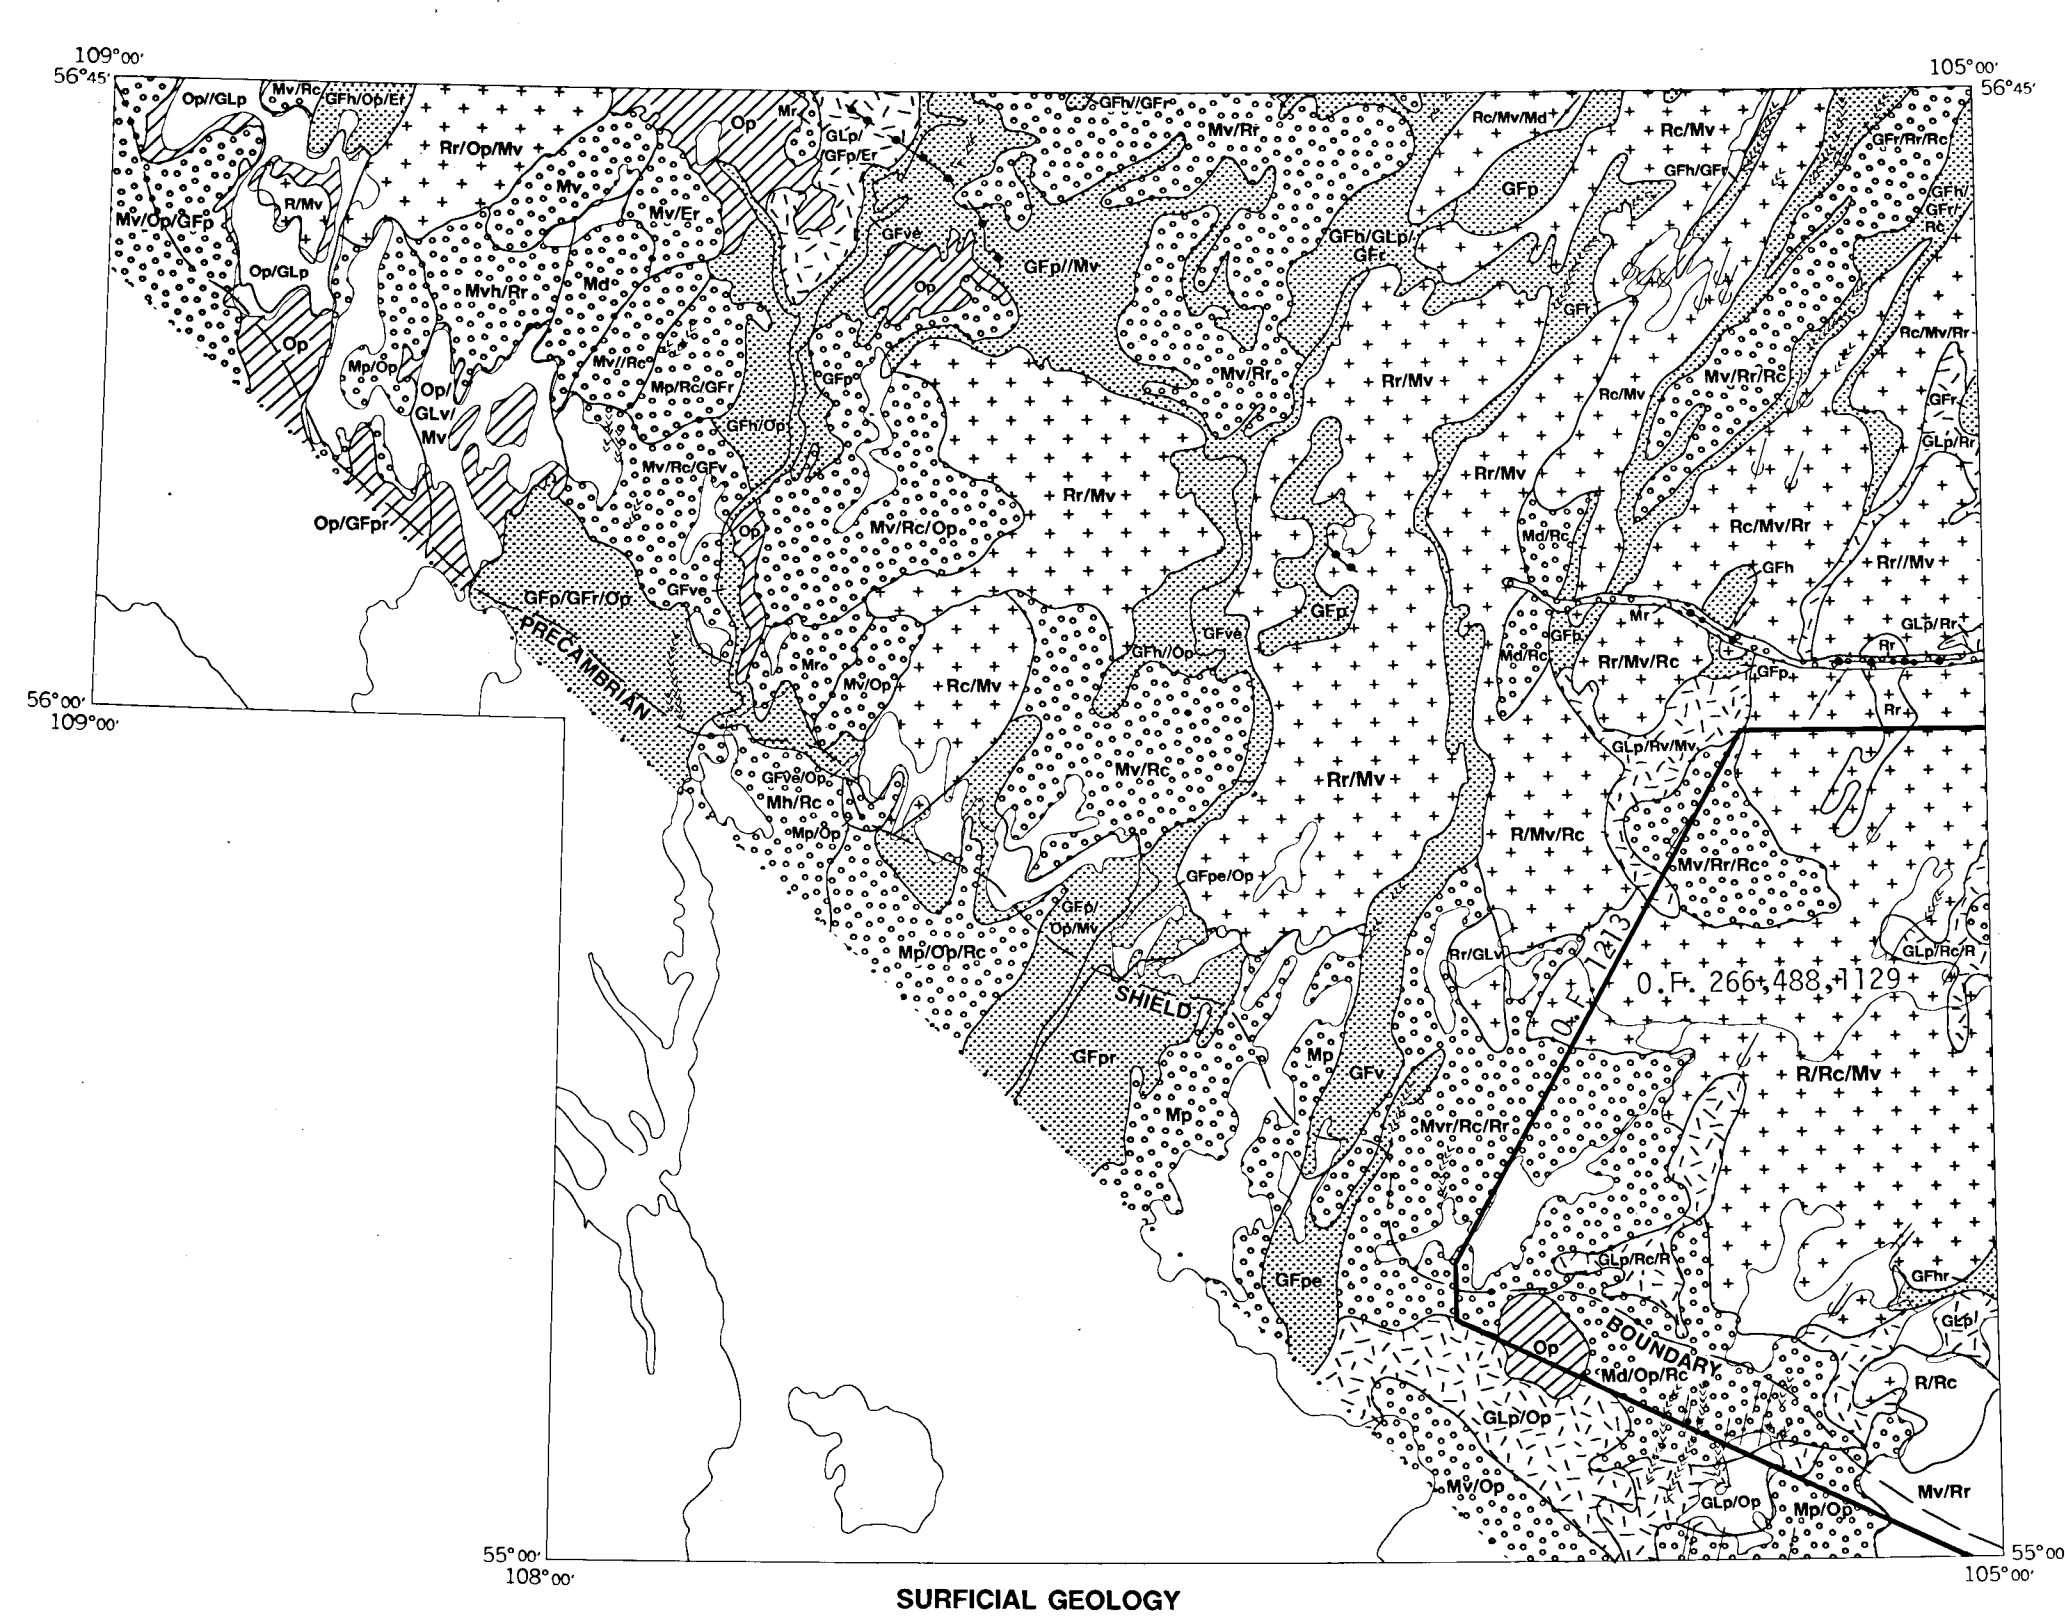 109°00'
105°00'
56°45'
56°45'
Op//GLp
Mv/Rc
GFh/Op/Er
Op
Mr
GLp/
/GFp/Er
GFh//GFr
Mv/Rr
Rc/Mv/Md
Rc/Mv
GFr/Rr/Rc
Rr/Op/Mv
Mv
GFh/GFr
GFp
R/Mv
Mv/Er
GFh/
GFr/
Rc
Mv/Op/GFp
GFve
GFh/GLp/
GFr
Op/GLp
GFp//Mv
Mvh/Rr
Md
Op
GFr
Op
Rc/Mv/Rr
Mp/Op
Mv//Rc
Mp/Rc/GFr
GFp
Mv/Rr
Rr/Mv
Mv/Rr/Rc
Rc/Mv
GFr
Op/
GLv/
Mv
GFh/Op
GLp/Rr
Mv/Rc/GFv
Rr/Mv
Rr/Mv
Op/GFpr
Op
Mv/Rc/Op
Md/Rc
Rc/Mv/Rr
GFh
Rr//Mv
GFp/GFr/Op
GFve
GFp
Mr
GLp/Rr
PRECAMBRIAN
GFve
GFh//Op
Md/Rc
GFh
Rr/Mv/Rc
Rr
Mr
Mv/Op
Rc/Mv
GFp
56°00'
109°00'
Rr
GLp/Rv/Mv
GFve/Op
Mv/Rc
Rr/Mv
Mh/Rc
Mp/Op
R/Mv/Rc
Mv/Rr/Rc
GFpe/Op
GFp/
Op/Mv
Mp/Op/Rc
Rr/GLv
O.F. 1213
GLp/Rc/R
O.F. 266,488,1129
SHIELD
GFpr
Mp
GFv
R/Rc/Mv
Mp
Mvr/Rc/Rr
GLp/Rc/R
GFpe
GFhr
GLp
BOUNDARY
Op
Md/Op/Rc
R/Rc
GLp/Op
Mv/Op
GLp/Op
Mp/Op
Mv/Rr
55°00'
55°00
108°00'
105°00'
SURFICIAL GEOLOGY